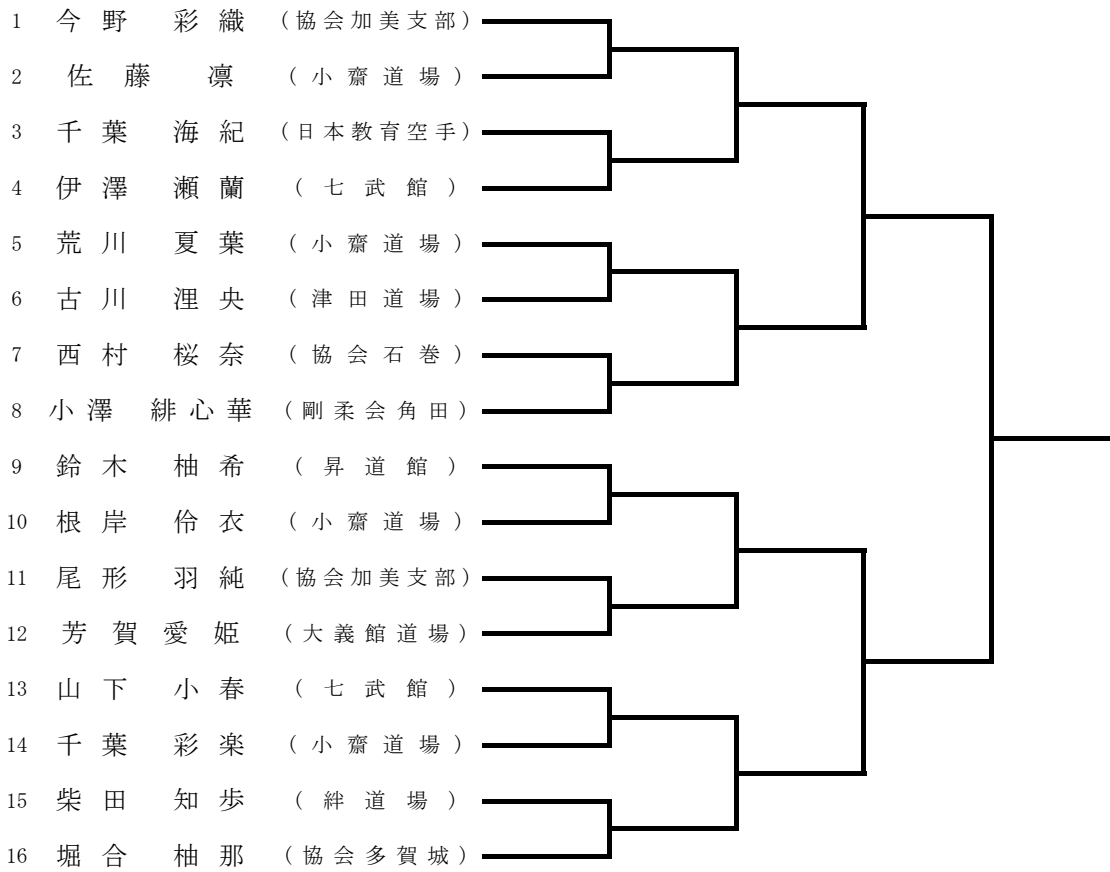 1 今野 彩織 (協会加美支部)
2 佐藤 凛 (小齋道場)
3 千葉 海紀 (日本教育空手)
4 伊澤 瀬蘭 (七武館)
5 荒川 夏葉 (小齋道場)
6 古川 浬央 (津田道場)
7 西村 桜奈 (協会石巻)
8 小澤 緋心華 (剛柔会角田)
9 鈴木 柚希 (昇道館)
10 根岸 伶衣 (小齋道場)
11 尾形 羽純 (協会加美支部)
12 芳賀 愛姫 (大義館道場)
13 山下 小春 (七武館)
14 千葉 彩楽 (小齋道場)
15 柴田 知歩 (絆道場)
16 堀合 柚那 (協会多賀城)